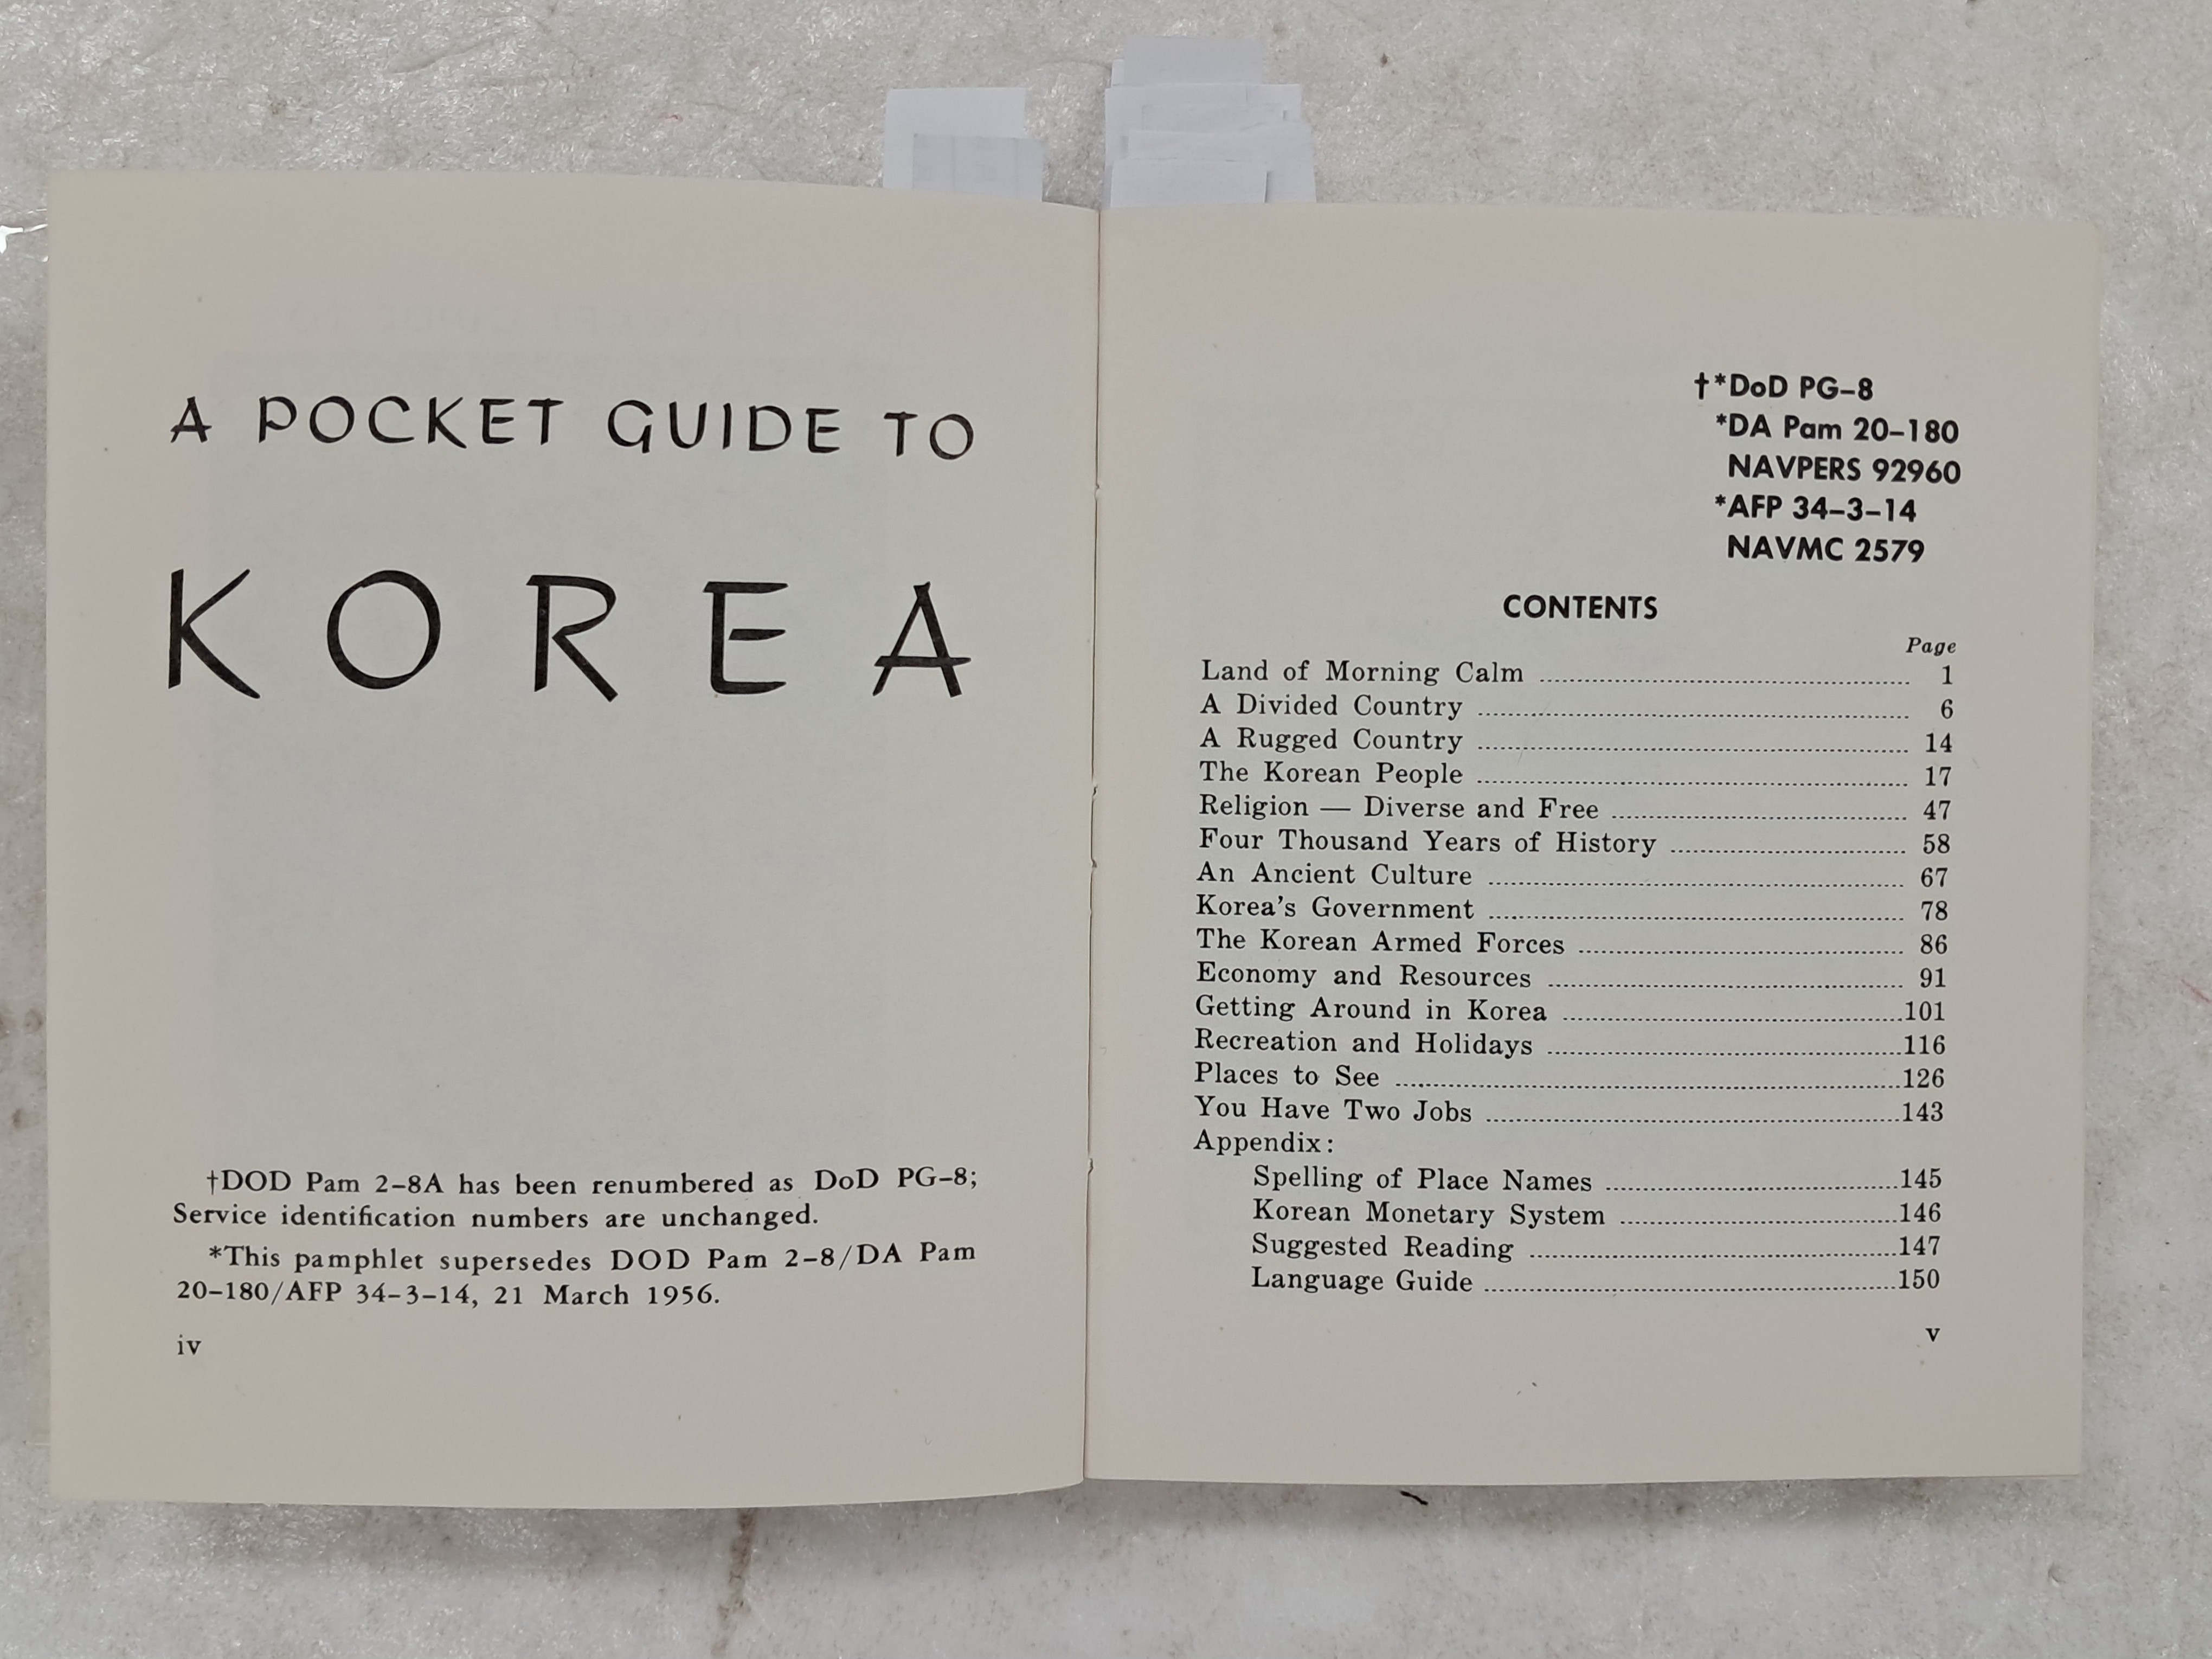 A POCKET GUIDE TO
KOREA
†DOD Pam 2–8A has been renumbered as DoD PG–8;
Service identification numbers are unchanged.
*This pamphlet supersedes DOD Pam 2–8/DA Pam
20–180/AFP 34–3–14, 21 March 1956.
iv
†*DoD PG–8
*DA Pam 20–180
NAVPERS 92960
*AFP 34–3–14
NAVMC 2579
CONTENTS
Page
Land of Morning Calm 1
A Divided Country 6
A Rugged Country 14
The Korean People 17
Religion — Diverse and Free 47
Four Thousand Years of History 58
An Ancient Culture 67
Korea's Government 78
The Korean Armed Forces 86
Economy and Resources 91
Getting Around in Korea 101
Recreation and Holidays 116
Places to See 126
You Have Two Jobs 143
Appendix:
Spelling of Place Names 145
Korean Monetary System 146
Suggested Reading 147
Language Guide 150
v